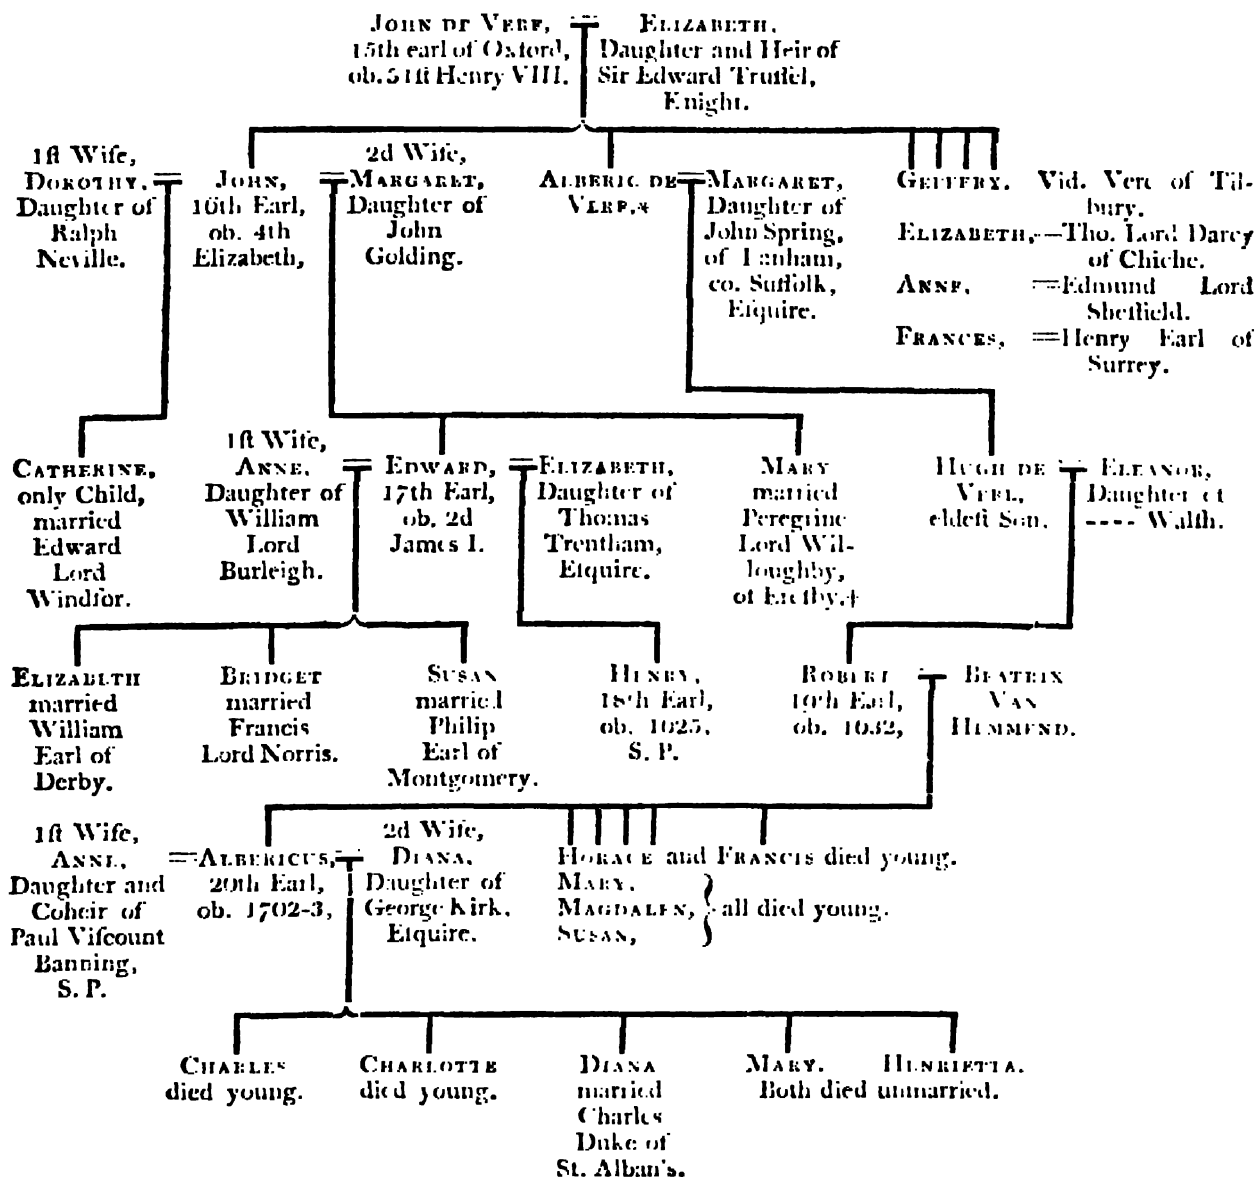 JOHN DE VERE,
15th earl of Oxford,
ob. 31ſt Henry VIII.
ELIZABETH,
Daughter and Heir of
Sir Edward Truſſel,
Knight.
1ſt Wife,
DOROTHY,
Daughter of
Ralph
Neville.
JOHN,
16th Earl,
ob. 4th
Elizabeth,
2d Wife,
MARGARET,
Daughter of
John
Golding.
ALBERIC DE
VERE,*
MARGARET,
Daughter of
John Spring,
of Lanham,
co. Suffolk,
Eſquire.
GEFFRY. Vid. Vere of Til-
bury.
ELIZABETH,—Tho. Lord Darcy
of Chiche.
ANNE, =Edmund Lord
Sheffield.
FRANCES, =Henry Earl of
Surrey.
CATHERINE,
only Child,
married
Edward
Lord
Windſor.
1ſt Wife,
ANNE,
Daughter of
William
Lord
Burleigh.
EDWARD,
17th Earl,
ob. 2d
James I.
ELIZABETH,
Daughter of
Thomas
Trentham,
Eſquire.
MARY
married
Peregrine
Lord Wil-
loughby,
of Ereſby.†
HUGH DE
VERE,
eldeſt Son.
ELEANOR,
Daughter of
---- Walſh.
ELIZABETH
married
William
Earl of
Derby.
BRIDGET
married
Francis
Lord Norris.
SUSAN
married
Philip
Earl of
Montgomery.
HENRY,
18th Earl,
ob. 1625.
S. P.
ROBERT
19th Earl,
ob. 1632,
BEATRIX
VAN
HEMMEND.
1ſt Wife,
ANNE,
Daughter and
Coheir of
Paul Viſcount
Banning,
S. P.
ALBERICUS,
20th Earl,
ob. 1702-3,
2d Wife,
DIANA,
Daughter of
George Kirk,
Eſquire.
HORACE and FRANCIS died young.
MARY,
MAGDALEN, all died young.
SUSAN,
CHARLES
died young.
CHARLOTTE
died young.
DIANA
married
Charles
Duke of
St. Alban's.
MARY. HENRIETTA.
Both died unmarried.